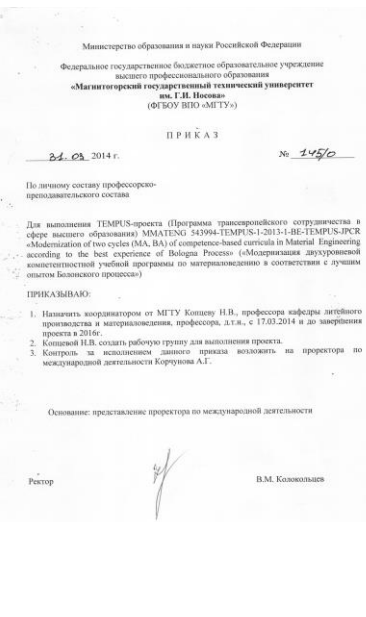 Министерство образования и науки Российской Федерации
Федеральное государственное бюджетное образовательное учреждение
высшего профессионального образования
«Магнитогорский государственный технический университет
им. Г.И. Носова»
(ФГБОУ ВПО «МГТУ»)
П Р И К А З
31.03 2014 г. № 145/0
По личному составу профессорско-
преподавательского состава
Для выполнения TEMPUS-проекта (Программа трансевропейского сотрудничества в
сфере высшего образования) MMATENG 543994-TEMPUS-1-2013-1-BE-TEMPUS-JPCR
«Modernization of two cycles (MA, BA) of competence-based curricula in Material Engineering
according to the best experience of Bologna Process» («Модернизация двухуровневой
компетентностной учебной программы по материаловедению в соответствии с лучшим
опытом Болонского процесса»)
ПРИКАЗЫВАЮ:
1. Назначить координатором от МГТУ Копцеву Н.В., профессора кафедры литейного
производства и материаловедения, профессора, д.т.н., с 17.03.2014 и до завершения
проекта в 2016г.
2. Копцевой Н.В. создать рабочую группу для выполнения проекта.
3. Контроль за исполнением данного приказа возложить на проректора по
международной деятельности Корчунова А.Г.
Основание: представление проректора по международной деятельности
Ректор В.М. Колокольцев